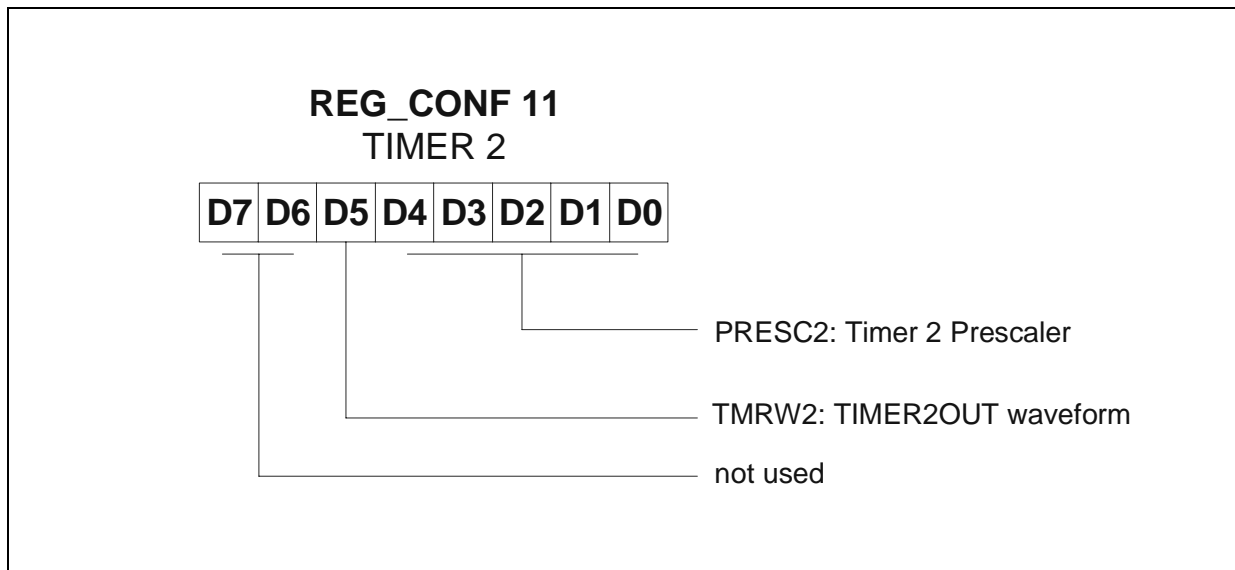 REG_CONF 11
TIMER 2
D7 D6 D5 D4 D3 D2 D1 D0
PRESC2: Timer 2 Prescaler
TMRW2: TIMER2OUT waveform
not used